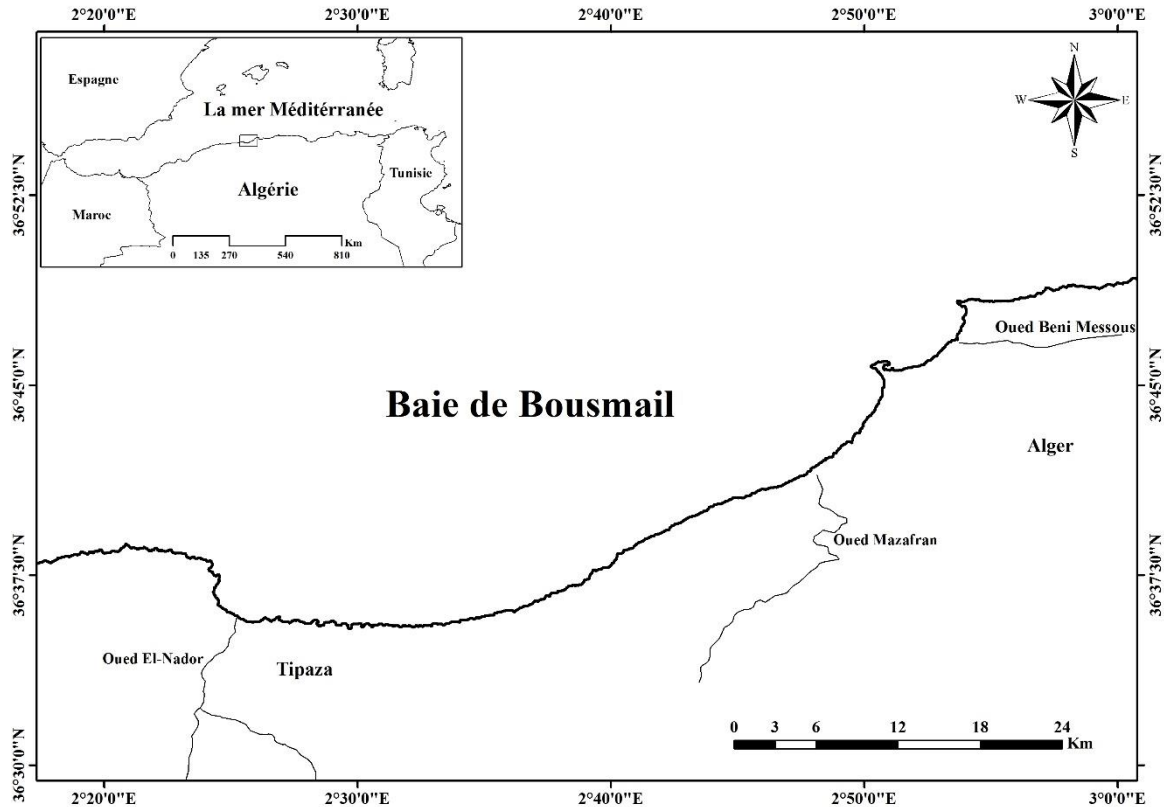 2°20'0"E 2°30'0"E 2°40'0"E 2°50'0"E 3°0'0"E
Espagne
La mer Méditérranée
Algérie
Tunisie
Maroc
Km
0 135 270 540 810
N
W E
S
36°52'30"N 36°52'30"N
Oued Beni Messous
36°45'0"N 36°45'0"N
Baie de Bousmail
Alger
Oued Mazafran
36°37'30"N 36°37'30"N
Oued El-Nador
Tipaza
0 3 6 12 18 24
Km
36°30'0"N 36°30'0"N
2°20'0"E 2°30'0"E 2°40'0"E 2°50'0"E 3°0'0"E